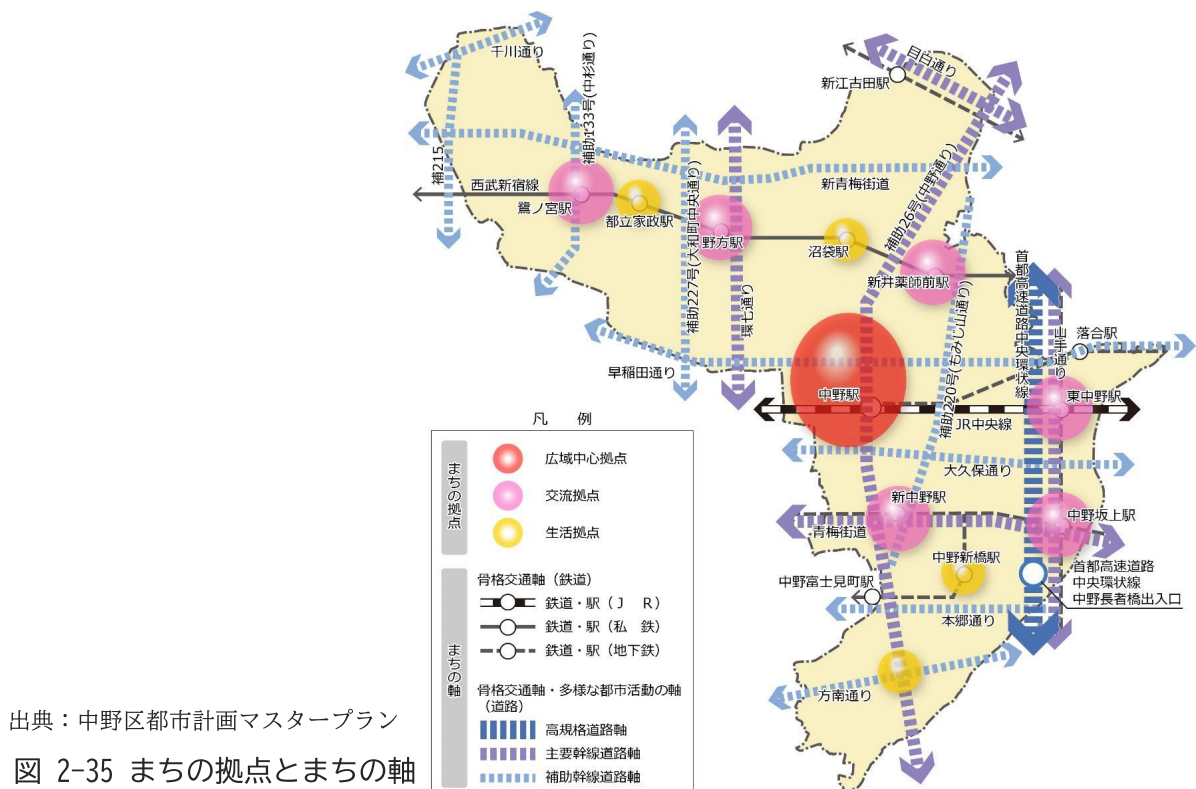 千川通り
目白通り
新江古田駅
補助133号(中杉通り)
補215
西武新宿線
鷺ノ宮駅
都立家政駅
補助227号(大和町中央通り)
野方駅
環七通り
新青梅街道
沼袋駅
補助26号(中野通り)
新井薬師前駅
首都高速道路中央環状線
山手通り
落合駅
早稲田通り
中野駅
補助220号(もみじ山通り)
東中野駅
JR中央線
大久保通り
新中野駅
中野坂上駅
青梅街道
中野新橋駅
中野富士見町駅
首都高速道路
中央環状線
中野長者橋出入口
本郷通り
方南通り
凡 例
まちの拠点
広域中心拠点
交流拠点
生活拠点
まちの軸
骨格交通軸（鉄道）
鉄道・駅（Ｊ Ｒ）
鉄道・駅（私 鉄）
鉄道・駅（地下鉄）
骨格交通軸・多様な都市活動の軸
（道路）
高規格道路軸
主要幹線道路軸
補助幹線道路軸
出典：中野区都市計画マスタープラン
図 2-35 まちの拠点とまちの軸